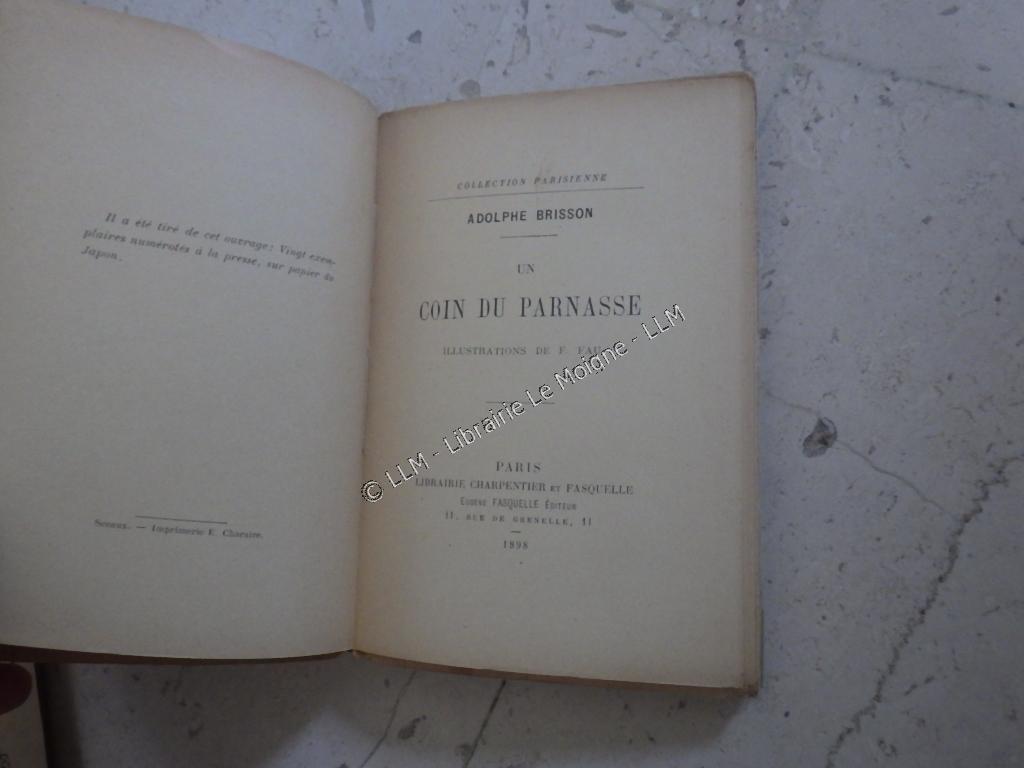 Il a été tiré de cet ouvrage: Vingt exem-
plaires numérotés à la presse, sur papier du
Japon.
Sceaux. — Imprimerie E. Charaire.
COLLECTION PARISIENNE
ADOLPHE BRISSON
UN
COIN DU PARNASSE
ILLUSTRATIONS DE F. FAU
PARIS
LIBRAIRIE CHARPENTIER ET FASQUELLE
EUGÈNE FASQUELLE ÉDITEUR
11, RUE DE GRENELLE, 11
1898
© LLM - Librairie Le Moigne - LLM